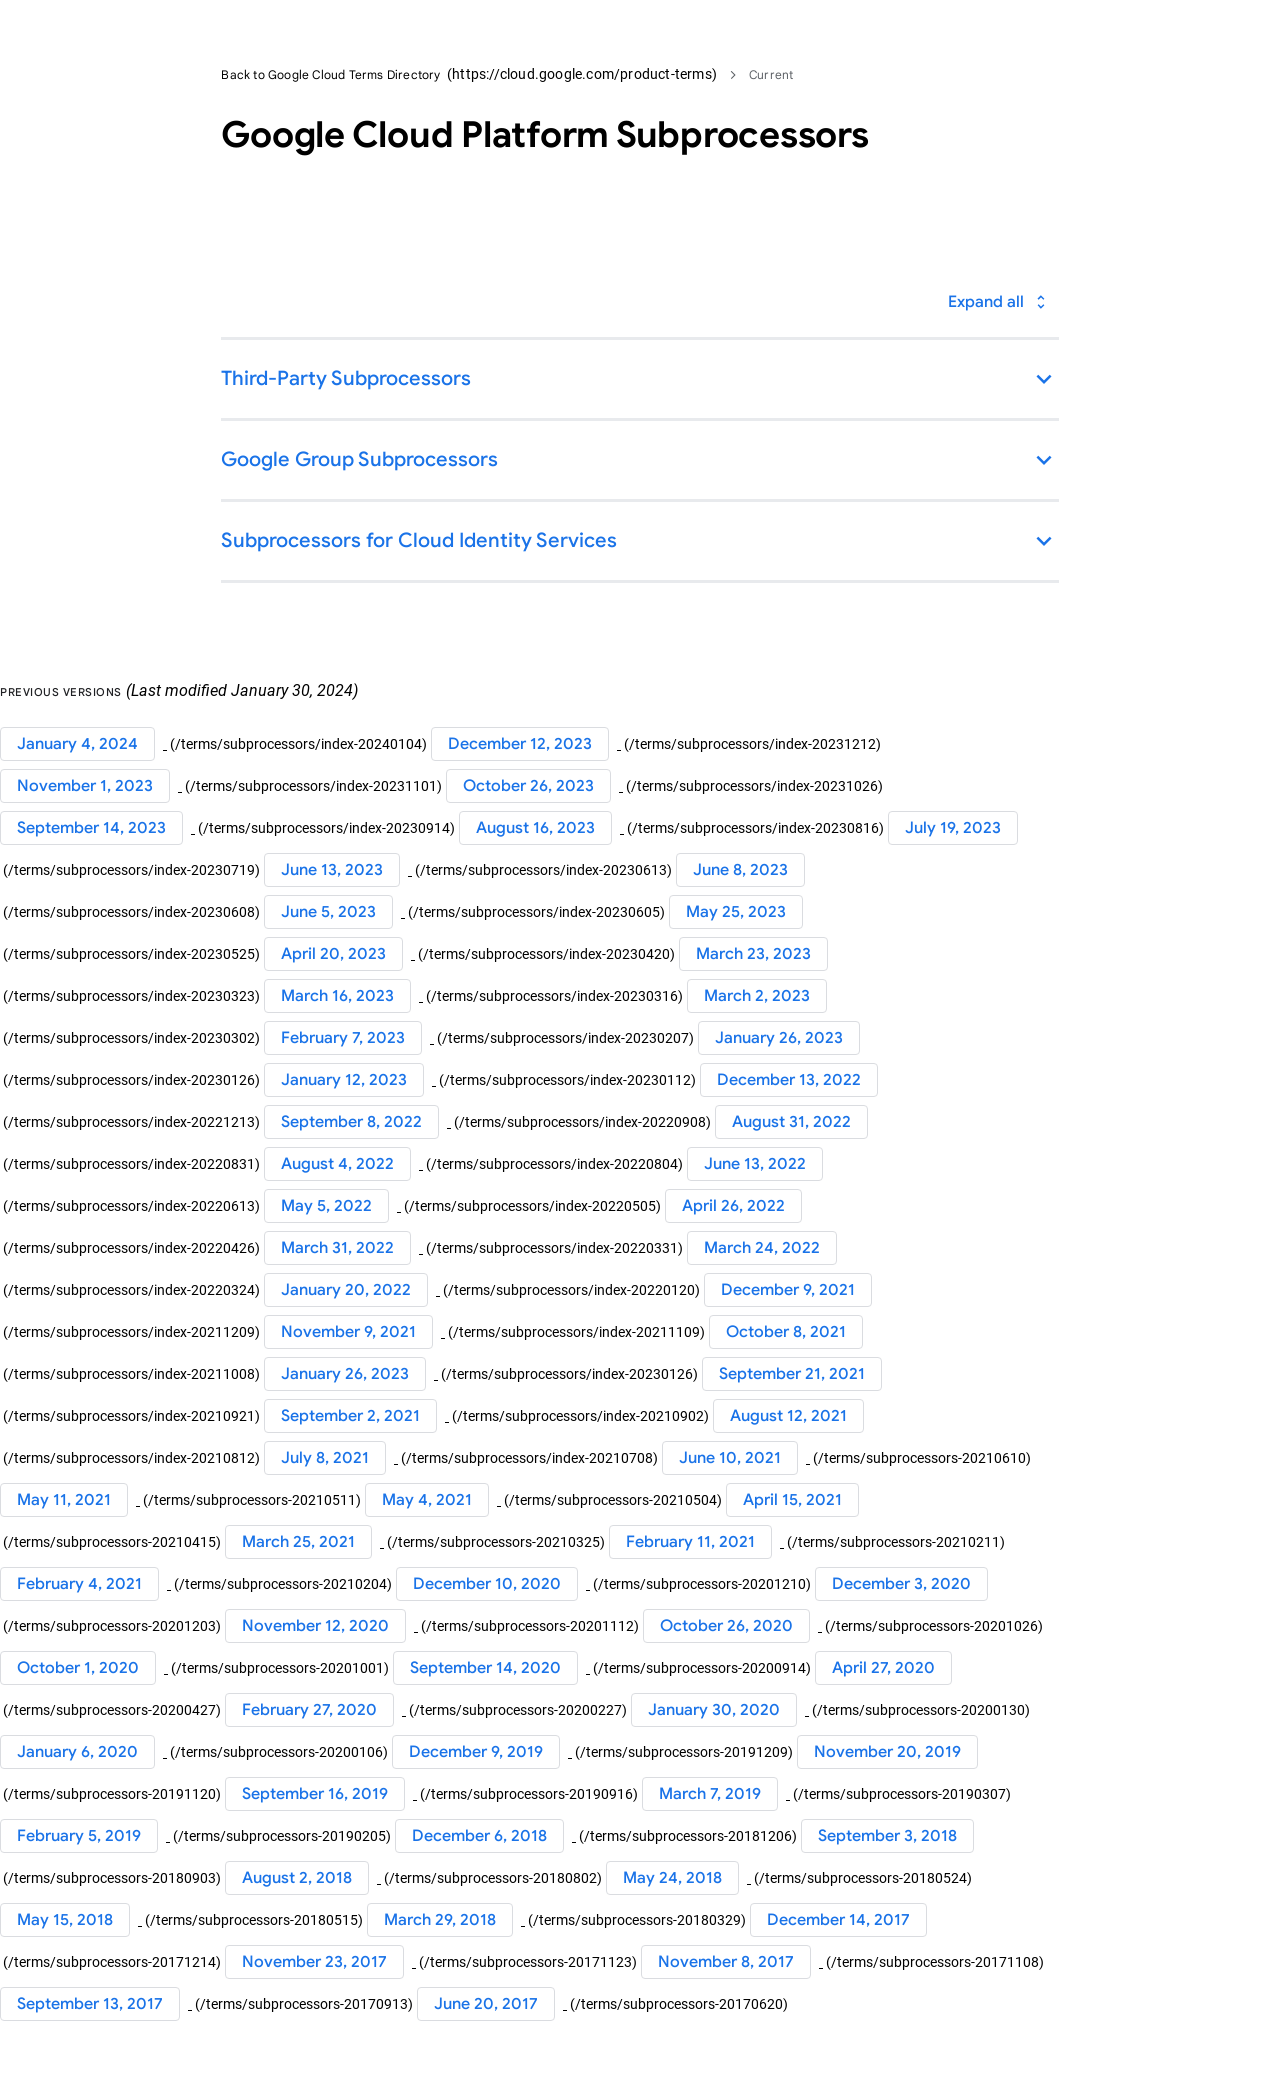 Back to Google Cloud Terms Directory (https://cloud.google.com/product-terms) > Current
Google Cloud Platform Subprocessors
Expand all
Third-Party Subprocessors
Google Group Subprocessors
Subprocessors for Cloud Identity Services
PREVIOUS VERSIONS (Last modified January 30, 2024)
January 4, 2024 (/terms/subprocessors/index-20240104) December 12, 2023 (/terms/subprocessors/index-20231212)
November 1, 2023 (/terms/subprocessors/index-20231101) October 26, 2023 (/terms/subprocessors/index-20231026)
September 14, 2023 (/terms/subprocessors/index-20230914) August 16, 2023 (/terms/subprocessors/index-20230816) July 19, 2023
(/terms/subprocessors/index-20230719) June 13, 2023 (/terms/subprocessors/index-20230613) June 8, 2023
(/terms/subprocessors/index-20230608) June 5, 2023 (/terms/subprocessors/index-20230605) May 25, 2023
(/terms/subprocessors/index-20230525) April 20, 2023 (/terms/subprocessors/index-20230420) March 23, 2023
(/terms/subprocessors/index-20230323) March 16, 2023 (/terms/subprocessors/index-20230316) March 2, 2023
(/terms/subprocessors/index-20230302) February 7, 2023 (/terms/subprocessors/index-20230207) January 26, 2023
(/terms/subprocessors/index-20230126) January 12, 2023 (/terms/subprocessors/index-20230112) December 13, 2022
(/terms/subprocessors/index-20221213) September 8, 2022 (/terms/subprocessors/index-20220908) August 31, 2022
(/terms/subprocessors/index-20220831) August 4, 2022 (/terms/subprocessors/index-20220804) June 13, 2022
(/terms/subprocessors/index-20220613) May 5, 2022 (/terms/subprocessors/index-20220505) April 26, 2022
(/terms/subprocessors/index-20220426) March 31, 2022 (/terms/subprocessors/index-20220331) March 24, 2022
(/terms/subprocessors/index-20220324) January 20, 2022 (/terms/subprocessors/index-20220120) December 9, 2021
(/terms/subprocessors/index-20211209) November 9, 2021 (/terms/subprocessors/index-20211109) October 8, 2021
(/terms/subprocessors/index-20211008) January 26, 2023 (/terms/subprocessors/index-20230126) September 21, 2021
(/terms/subprocessors/index-20210921) September 2, 2021 (/terms/subprocessors/index-20210902) August 12, 2021
(/terms/subprocessors/index-20210812) July 8, 2021 (/terms/subprocessors/index-20210708) June 10, 2021 (/terms/subprocessors-20210610)
May 11, 2021 (/terms/subprocessors-20210511) May 4, 2021 (/terms/subprocessors-20210504) April 15, 2021
(/terms/subprocessors-20210415) March 25, 2021 (/terms/subprocessors-20210325) February 11, 2021 (/terms/subprocessors-20210211)
February 4, 2021 (/terms/subprocessors-20210204) December 10, 2020 (/terms/subprocessors-20201210) December 3, 2020
(/terms/subprocessors-20201203) November 12, 2020 (/terms/subprocessors-20201112) October 26, 2020 (/terms/subprocessors-20201026)
October 1, 2020 (/terms/subprocessors-20201001) September 14, 2020 (/terms/subprocessors-20200914) April 27, 2020
(/terms/subprocessors-20200427) February 27, 2020 (/terms/subprocessors-20200227) January 30, 2020 (/terms/subprocessors-20200130)
January 6, 2020 (/terms/subprocessors-20200106) December 9, 2019 (/terms/subprocessors-20191209) November 20, 2019
(/terms/subprocessors-20191120) September 16, 2019 (/terms/subprocessors-20190916) March 7, 2019 (/terms/subprocessors-20190307)
February 5, 2019 (/terms/subprocessors-20190205) December 6, 2018 (/terms/subprocessors-20181206) September 3, 2018
(/terms/subprocessors-20180903) August 2, 2018 (/terms/subprocessors-20180802) May 24, 2018 (/terms/subprocessors-20180524)
May 15, 2018 (/terms/subprocessors-20180515) March 29, 2018 (/terms/subprocessors-20180329) December 14, 2017
(/terms/subprocessors-20171214) November 23, 2017 (/terms/subprocessors-20171123) November 8, 2017 (/terms/subprocessors-20171108)
September 13, 2017 (/terms/subprocessors-20170913) June 20, 2017 (/terms/subprocessors-20170620)